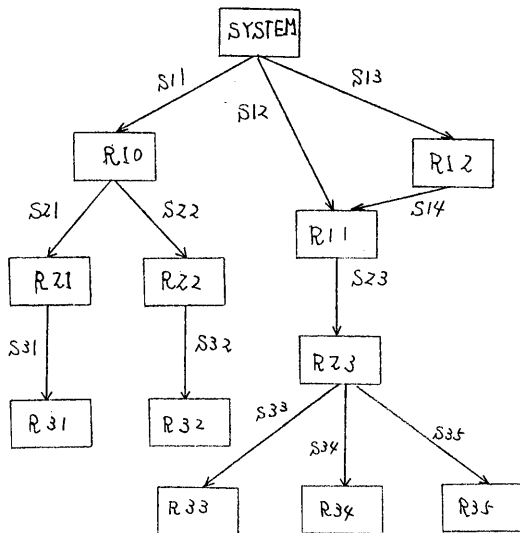 SYSTEM
S11
S12
S13
R10
R12
S14
S21
S22
R11
R21
R22
S23
S31
S32
R23
R31
R32
S33
S34
S35
R33
R34
R35